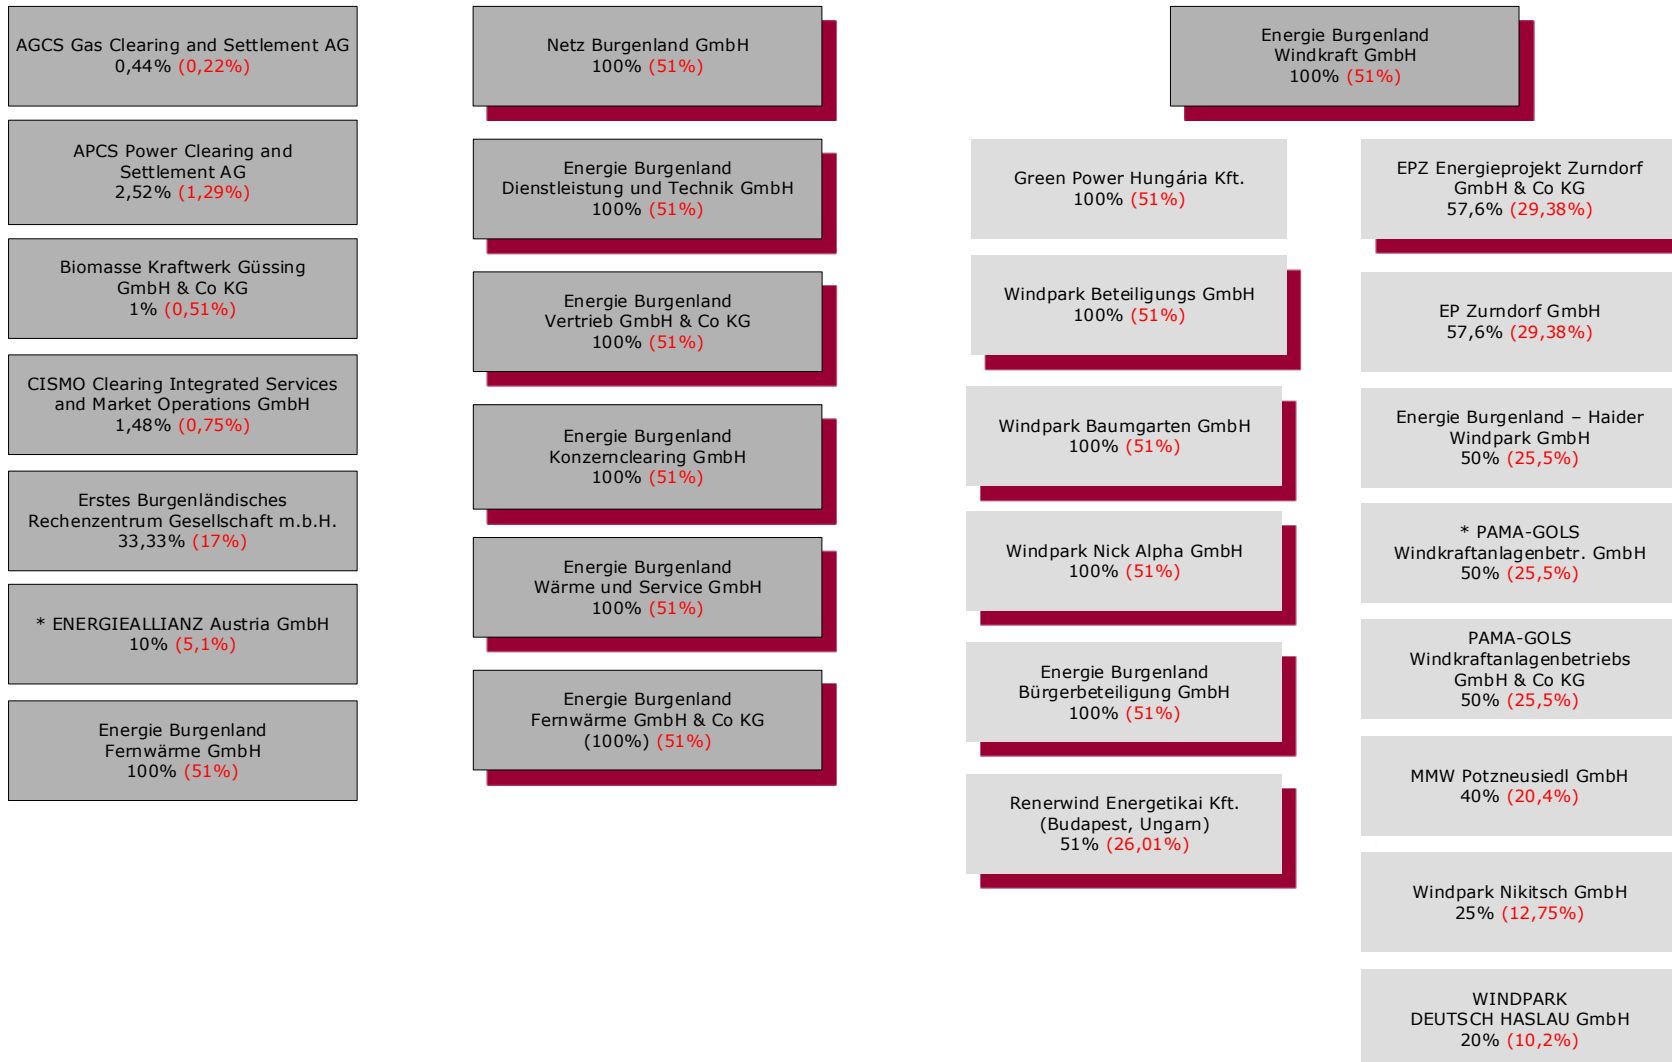 AGCS Gas Clearing and Settlement AG
0,44% (0,22%)
APCS Power Clearing and
Settlement AG
2,52% (1,29%)
Biomasse Kraftwerk Güssing
GmbH & Co KG
1% (0,51%)
CISMO Clearing Integrated Services
and Market Operations GmbH
1,48% (0,75%)
Erstes Burgenländisches
Rechenzentrum Gesellschaft m.b.H.
33,33% (17%)
* ENERGIEALLIANZ Austria GmbH
10% (5,1%)
Energie Burgenland
Fernwärme GmbH
100% (51%)
Netz Burgenland GmbH
100% (51%)
Energie Burgenland
Dienstleistung und Technik GmbH
100% (51%)
Energie Burgenland
Vertrieb GmbH & Co KG
100% (51%)
Energie Burgenland
Konzernclearing GmbH
100% (51%)
Energie Burgenland
Wärme und Service GmbH
100% (51%)
Energie Burgenland
Fernwärme GmbH & Co KG
(100%) (51%)
Energie Burgenland
Windkraft GmbH
100% (51%)
Green Power Hungária Kft.
100% (51%)
Windpark Beteiligungs GmbH
100% (51%)
Windpark Baumgarten GmbH
100% (51%)
Windpark Nick Alpha GmbH
100% (51%)
Energie Burgenland
Bürgerbeteiligung GmbH
100% (51%)
Renerwind Energetikai Kft.
(Budapest, Ungarn)
51% (26,01%)
EPZ Energieprojekt Zurndorf
GmbH & Co KG
57,6% (29,38%)
EP Zurndorf GmbH
57,6% (29,38%)
Energie Burgenland – Haider
Windpark GmbH
50% (25,5%)
* PAMA-GOLS
Windkraftanlagenbetr. GmbH
50% (25,5%)
PAMA-GOLS
Windkraftanlagenbetriebs
GmbH & Co KG
50% (25,5%)
MMW Potzneusiedl GmbH
40% (20,4%)
Windpark Nikitsch GmbH
25% (12,75%)
WINDPARK
DEUTSCH HASLAU GmbH
20% (10,2%)